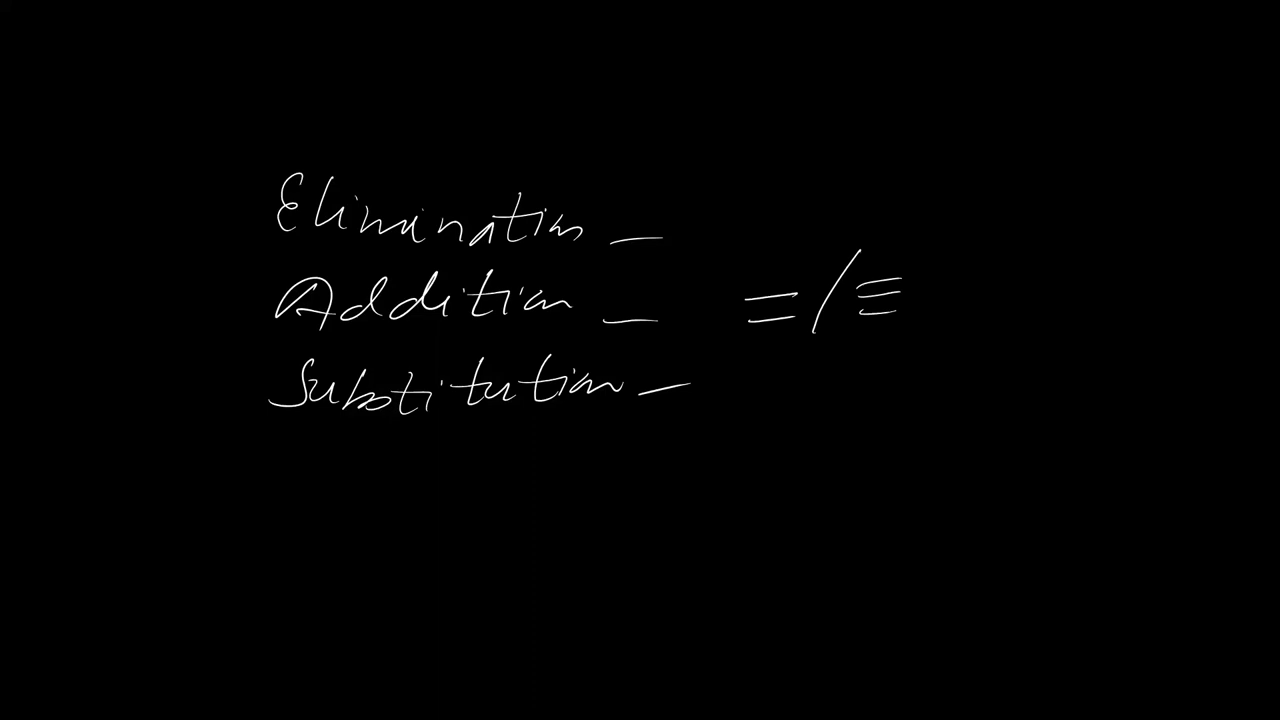 Elimination –
Addition – = / ≡
Substitution –